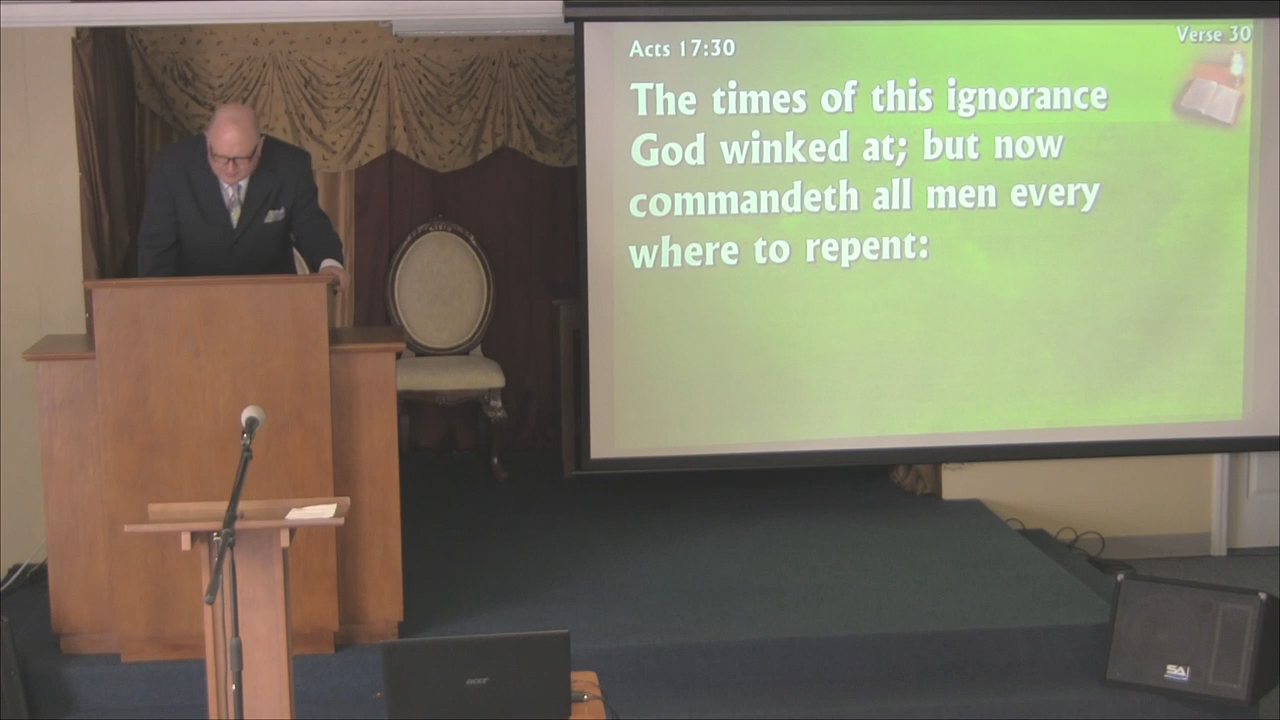 Acts 17:30
Verse 30
The times of this ignorance
God winked at; but now
commandeth all men every
where to repent:
acer
SA